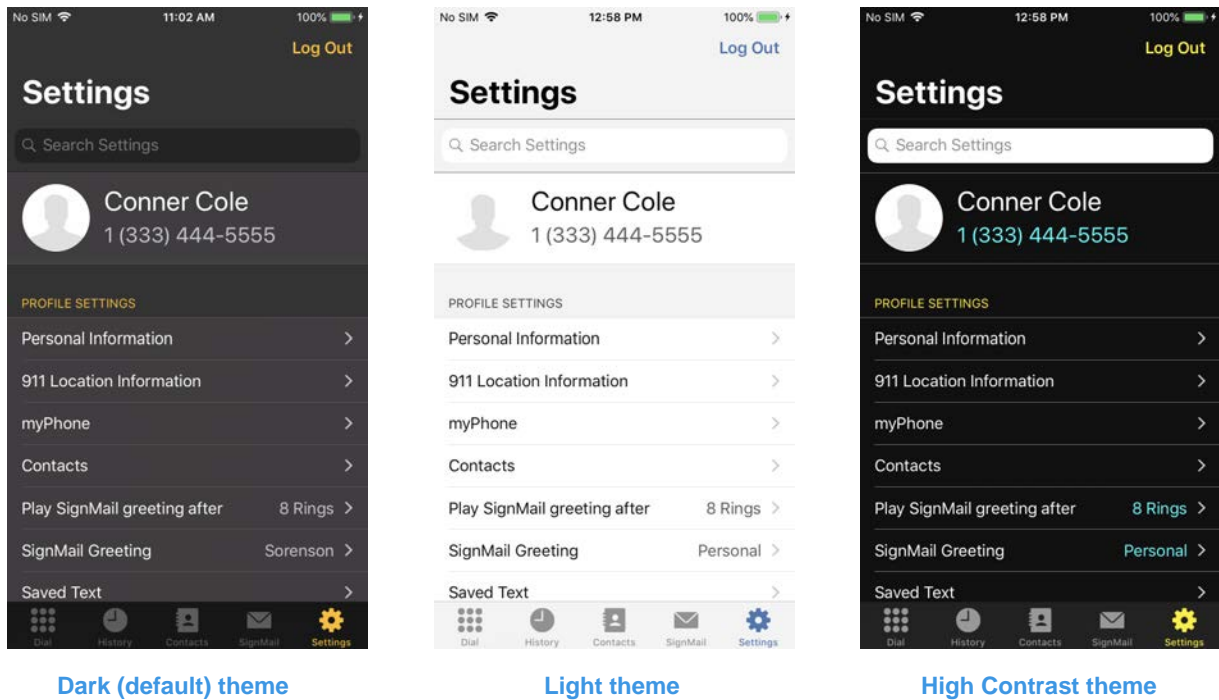 No SIM 11:02 AM 100%
Log Out
Settings
Search Settings
Conner Cole
1 (333) 444-5555
PROFILE SETTINGS
Personal Information
911 Location Information
myPhone
Contacts
Play SignMail greeting after 8 Rings
SignMail Greeting Sorenson
Saved Text
Dial History Contacts SignMail Settings
Dark (default) theme
No SIM 12:58 PM 100%
Log Out
Settings
Search Settings
Conner Cole
1 (333) 444-5555
PROFILE SETTINGS
Personal Information
911 Location Information
myPhone
Contacts
Play SignMail greeting after 8 Rings
SignMail Greeting Personal
Saved Text
Dial History Contacts SignMail Settings
Light theme
No SIM 12:58 PM 100%
Log Out
Settings
Search Settings
Conner Cole
1 (333) 444-5555
PROFILE SETTINGS
Personal Information
911 Location Information
myPhone
Contacts
Play SignMail greeting after 8 Rings
SignMail Greeting Personal
Saved Text
Dial History Contacts SignMail Settings
High Contrast theme